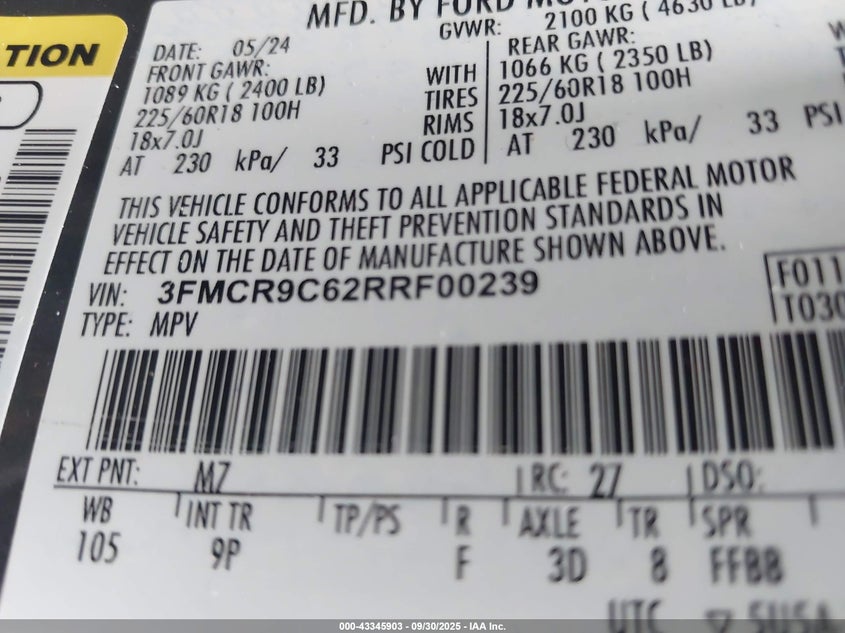 TION
MFD. BY FORD MOTO
GVWR: 2100 KG ( 4630 LB)
DATE: 05/24
FRONT GAWR:
1089 KG ( 2400 LB)
225/60R18 100H
18x7.0J
AT 230 kPa/ 33 PSI COLD
WITH
TIRES
RIMS
REAR GAWR:
1066 KG ( 2350 LB)
225/60R18 100H
18x7.0J
AT 230 kPa/ 33 PSI
THIS VEHICLE CONFORMS TO ALL APPLICABLE FEDERAL MOTOR
VEHICLE SAFETY AND THEFT PREVENTION STANDARDS IN
EFFECT ON THE DATE OF MANUFACTURE SHOWN ABOVE.
VIN: 3FMCR9C62RRF00239
TYPE: MPV
F011
T030
EXT PNT: M7 RC: 27 DSO:
WB INT TR TP/PS R AXLE TR SPR
105 9P F 3D 8 FFBB
UTC
000-43345903 - 09/30/2025 - IAA Inc.